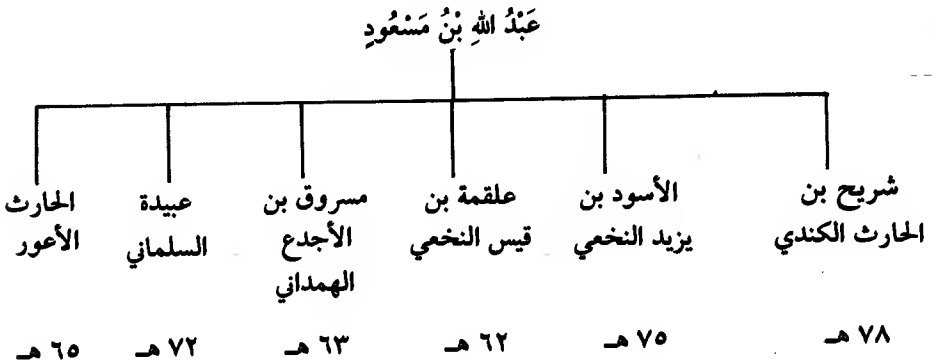 عَبْدُ اللهِ بْنُ مَسْعُودٍ
شريح بن
الحارث الكندي
٧٨ هـ
الأسود بن
يزيد النخعي
٧٥ هـ
علقمة بن
قيس النخعي
٦٢ هـ
مسروق بن
الأجدع
الهمداني
٦٣ هـ
عبيدة
السلماني
٧٢ هـ
الحارث
الأعور
٦٥ هـ